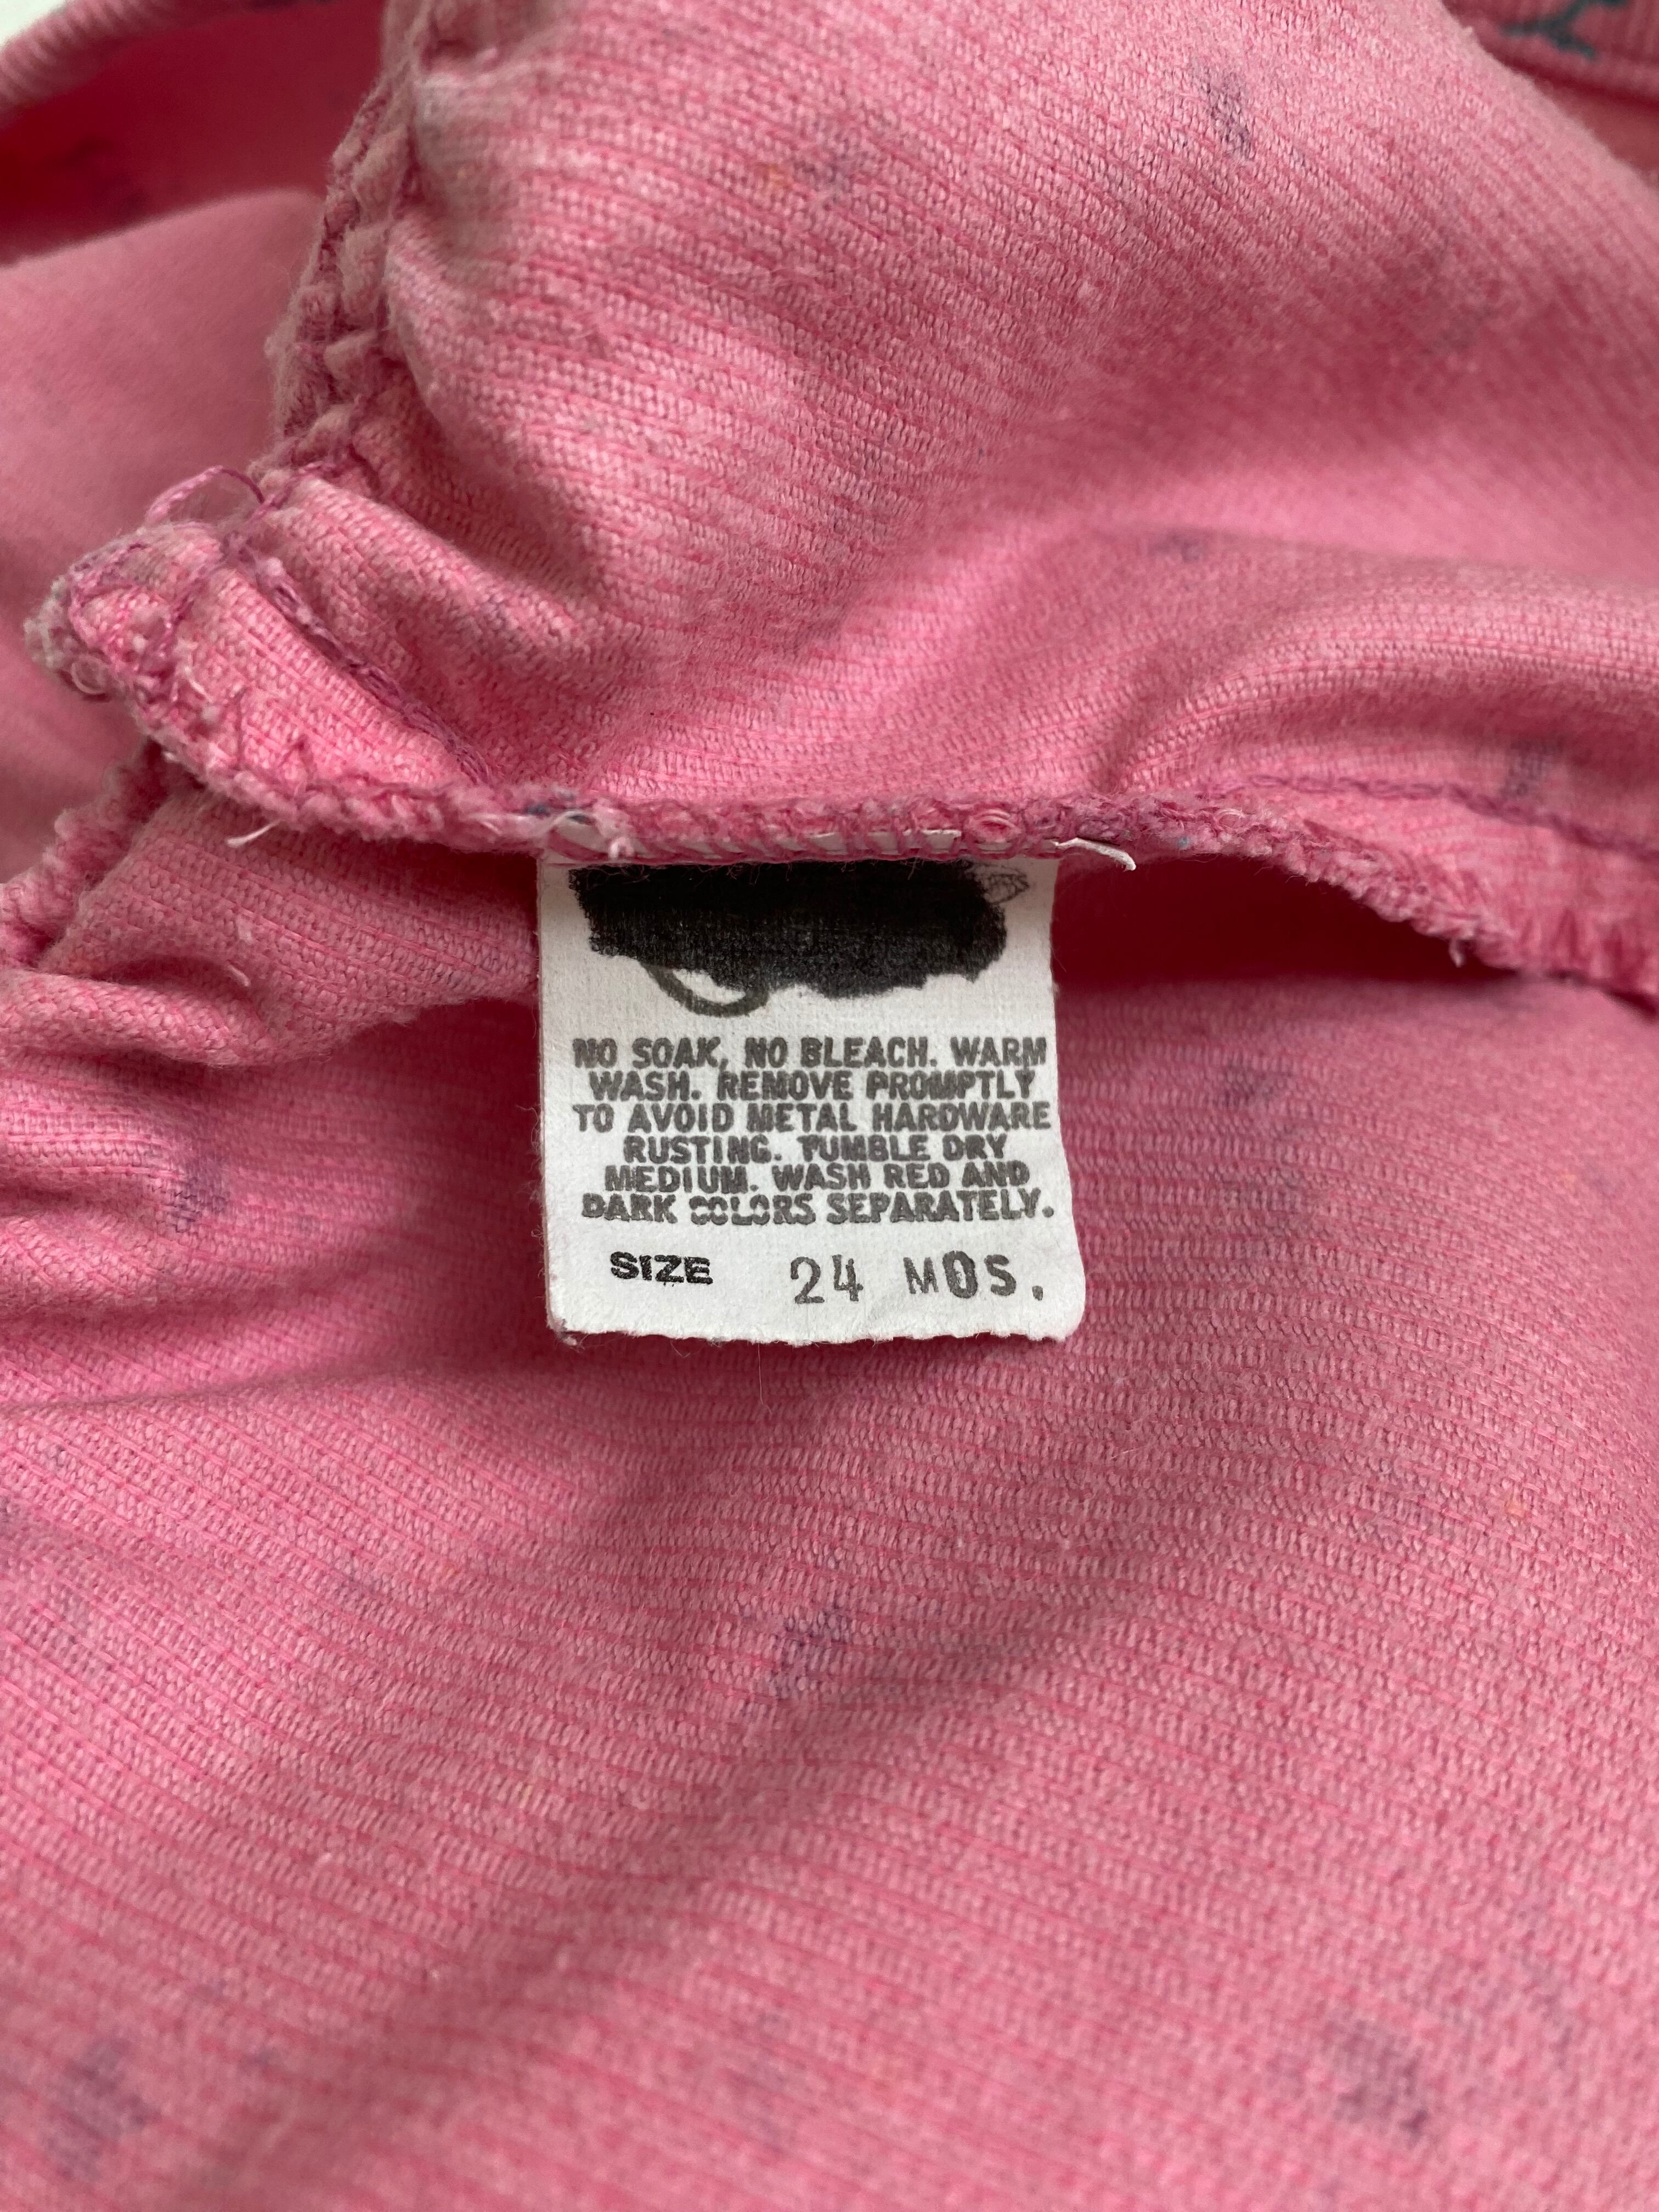 NO SOAK, NO BLEACH. WARM
WASH. REMOVE PROMPTLY
TO AVOID METAL HARDWARE
RUSTING. TUMBLE DRY
MEDIUM. WASH RED AND
DARK COLORS SEPARATELY.
SIZE 24 MOS.